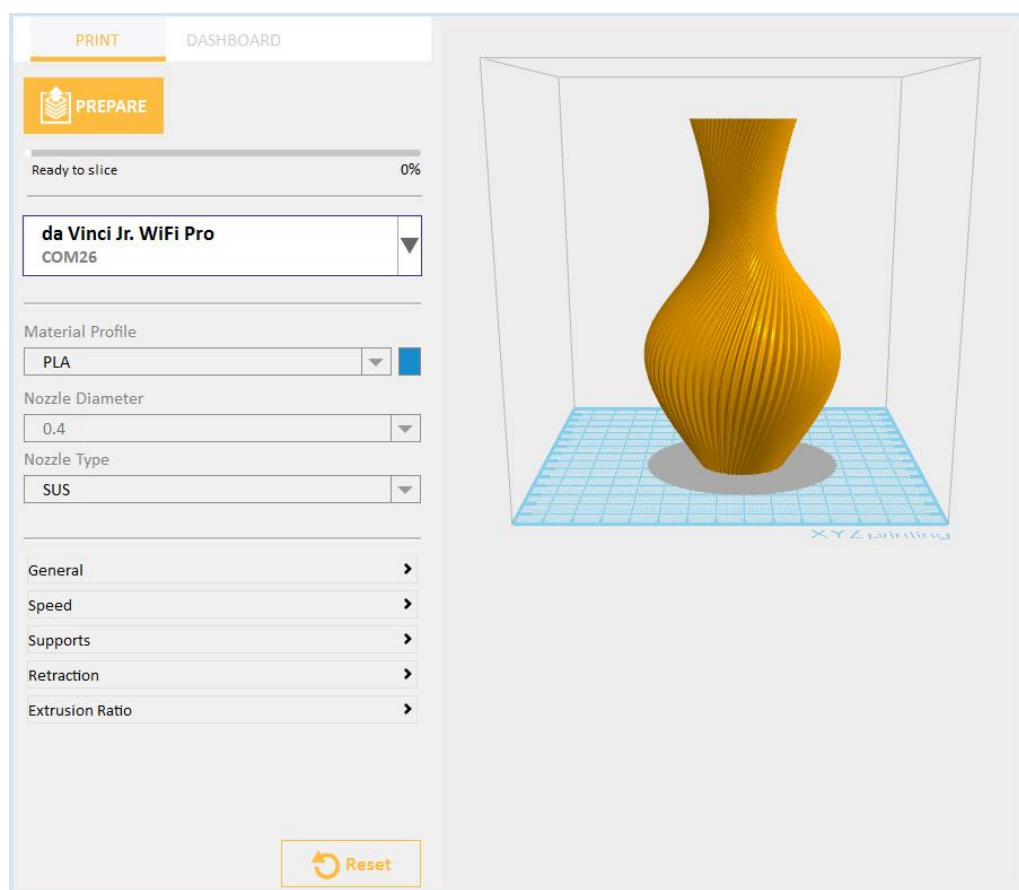 PRINT DASHBOARD
PREPARE
Ready to slice 0%
da Vinci Jr. WiFi Pro
COM26
Material Profile
PLA
Nozzle Diameter
0.4
Nozzle Type
SUS
General
Speed
Supports
Retraction
Extrusion Ratio
Reset
XYZprinting